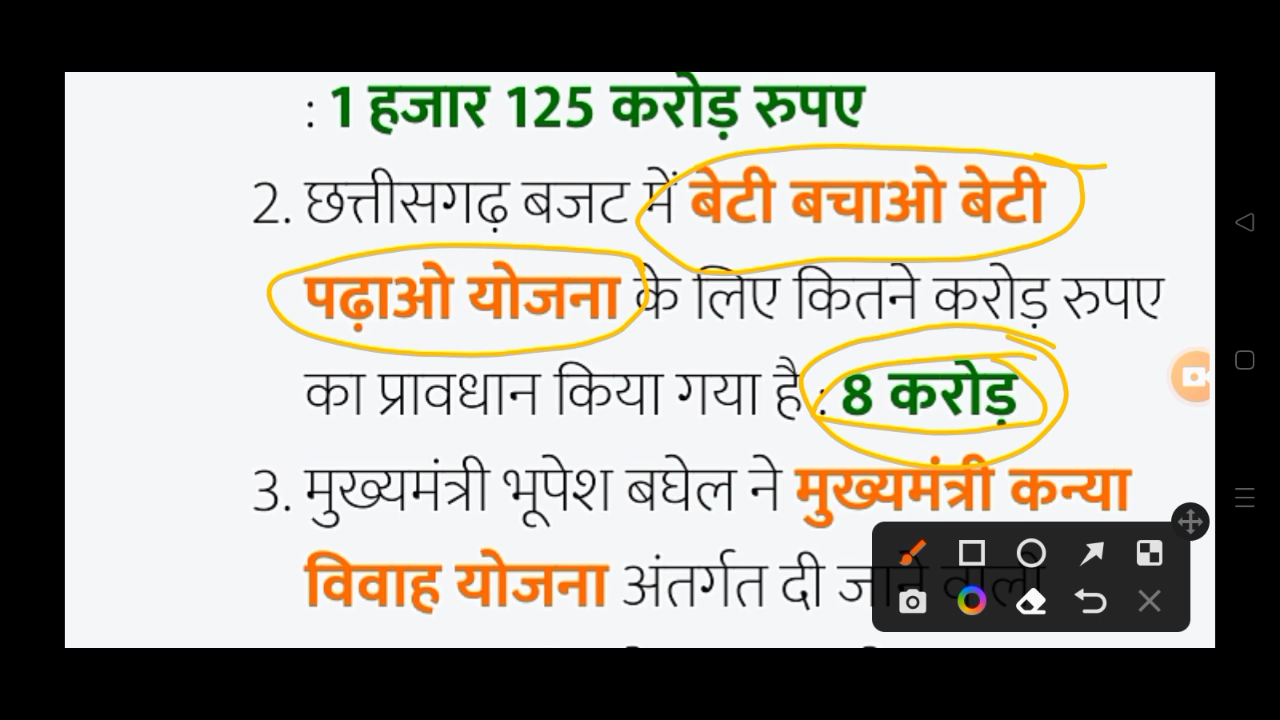 : 1 हजार 125 करोड़ रुपए
2. छत्तीसगढ़ बजट में बेटी बचाओ बेटी
पढ़ाओ योजना के लिए कितने करोड़ रुपए
का प्रावधान किया गया है : 8 करोड़
3. मुख्यमंत्री भूपेश बघेल ने मुख्यमंत्री कन्या
विवाह योजना अंतर्गत दी जाने वाली